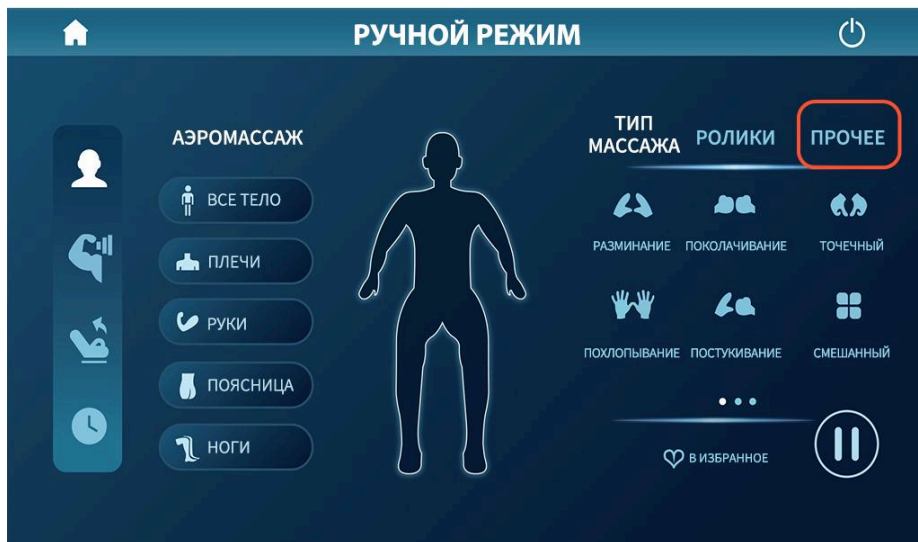 РУЧНОЙ РЕЖИМ
АЭРОМАССАЖ
ВСЕ ТЕЛО
ПЛЕЧИ
РУКИ
ПОЯСНИЦА
НОГИ
ТИП
МАССАЖА
РОЛИКИ
ПРОЧЕЕ
РАЗМИНАНИЕ
ПОКОЛАЧИВАНИЕ
ТОЧЕЧНЫЙ
ПОХЛОПЫВАНИЕ
ПОСТУКИВАНИЕ
СМЕШАННЫЙ
В ИЗБРАННОЕ